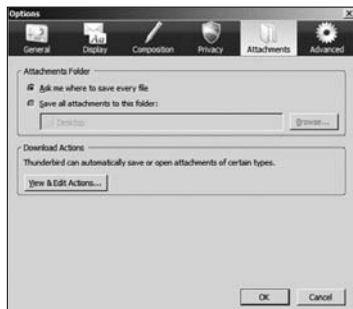 Options
General Display Composition Privacy Attachments Advanced
Attachments Folder
Ask me where to save every file
Save all attachments to this folder:
Desktop Browse...
Download Actions
Thunderbird can automatically save or open attachments of certain types.
View & Edit Actions...
OK Cancel